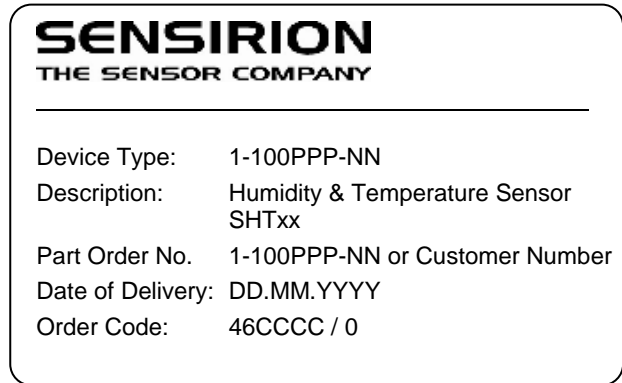 SENSIRION
THE SENSOR COMPANY
Device Type: 1-100PPP-NN
Description: Humidity & Temperature Sensor
SHTxx
Part Order No. 1-100PPP-NN or Customer Number
Date of Delivery: DD.MM.YYYY
Order Code: 46CCCC / 0